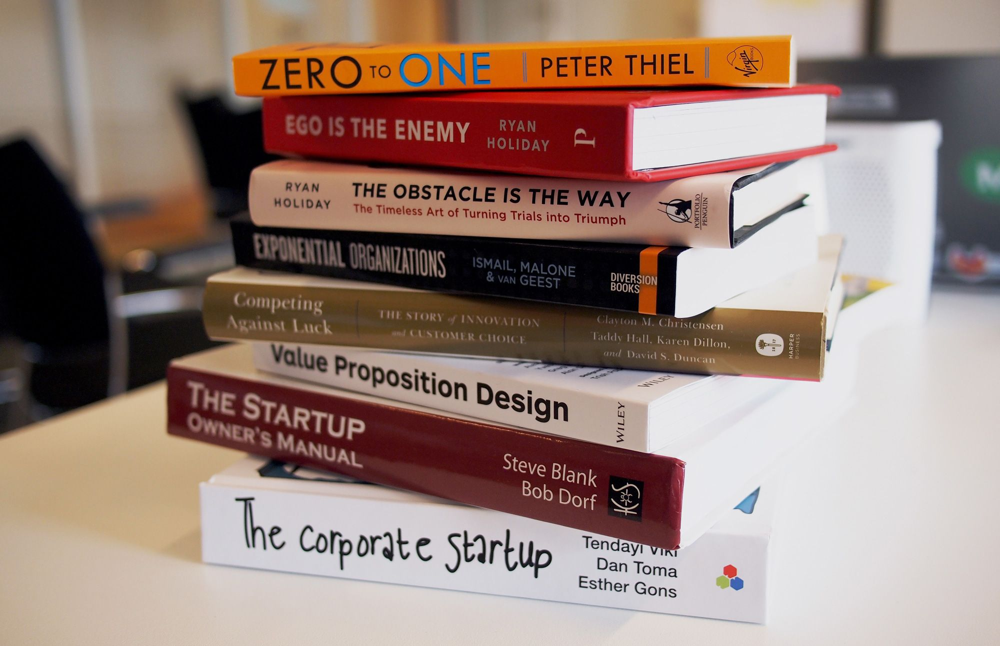 ZERO TO ONE PETER THIEL Virgin BOOKS
EGO IS THE ENEMY
RYAN
HOLIDAY
P
RYAN
HOLIDAY
THE OBSTACLE IS THE WAY
The Timeless Art of Turning Trials into Triumph
PORTFOLIO
PENGUIN
EXPONENTIAL ORGANIZATIONS
ISMAIL, MALONE
& VAN GEEST
DIVERSION
BOOKS
Competing
Against Luck
THE STORY of INNOVATION
and CUSTOMER CHOICE
Clayton M. Christensen
Taddy Hall, Karen Dillon,
and David S. Duncan
18 17
HARPER
BUSINESS
Value Proposition Design
WILEY
WILEY
THE STARTUP
OWNER'S MANUAL
Steve Blank
Bob Dorf
K&S
The corporate startup
Tendayi Viki
Dan Toma
Esther Gons